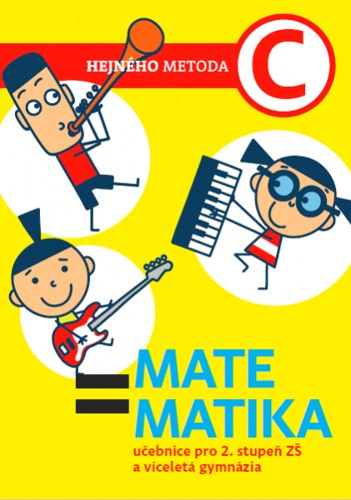 HEJNÉHO METODA
C
MATE
MATIKA
učebnice pro 2. stupeň ZŠ
a víceletá gymnázia